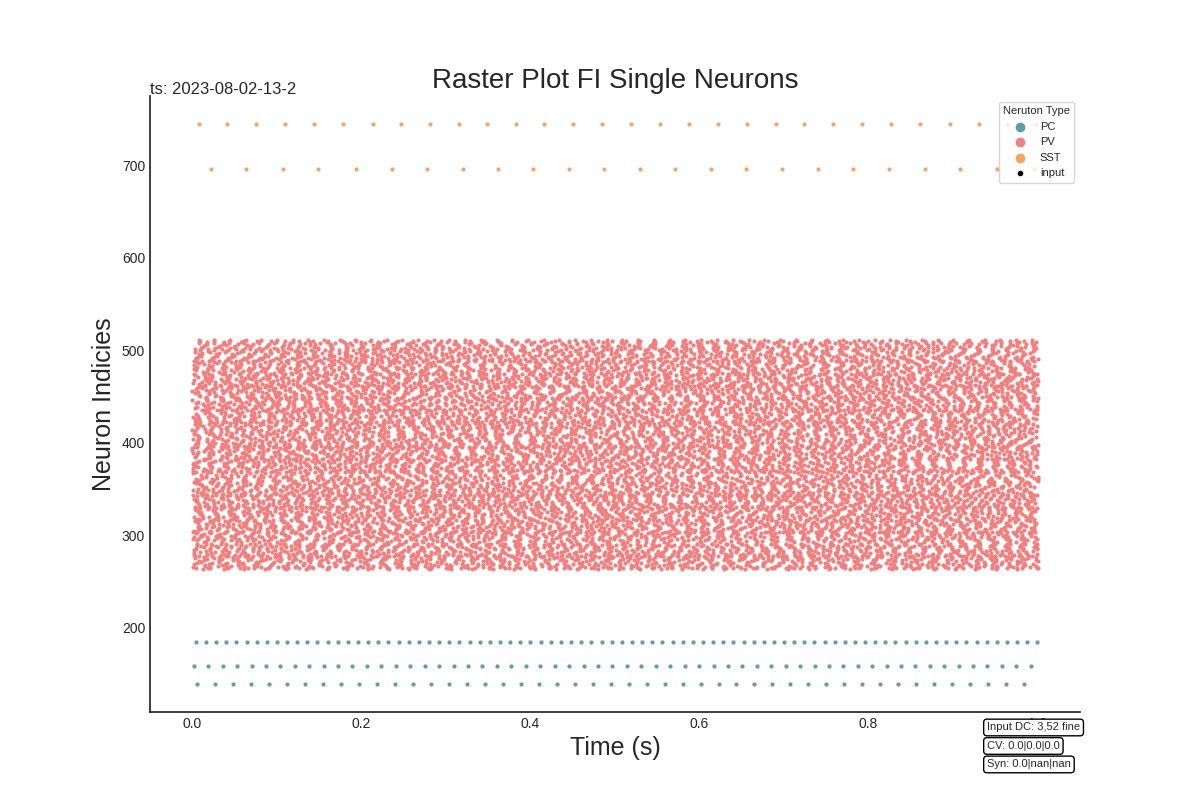 Raster Plot FI Single Neurons
ts: 2023-08-02-13-2
Neruton Type
PC
PV
SST
input
700
600
500
400
300
200
Neuron Indicies
0.0 0.2 0.4 0.6 0.8
Time (s)
Input DC: 3,52 fine
CV: 0.0|0.0|0.0
Syn: 0.0|nan|nan